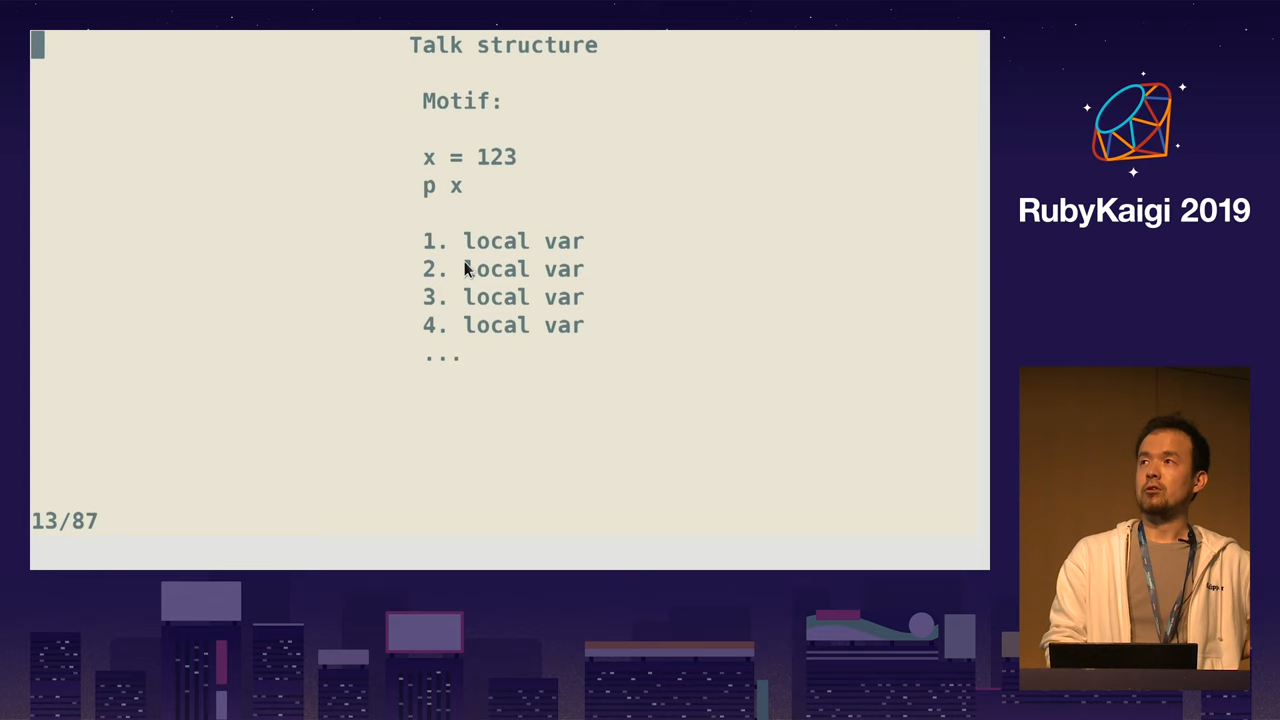 Talk structure
Motif:
x = 123
p x
1. local var
2. local var
3. local var
4. local var
...
13/87
RubyKaigi 2019